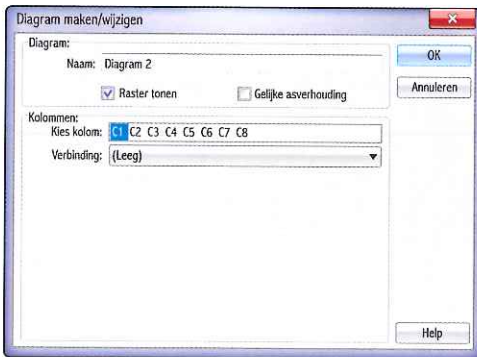 Diagram maken/wijzigen
Diagram:
Naam: Diagram 2
Raster tonen
Gelijke asverhouding
OK
Annuleren
Kolommen:
Kies kolom: C1 C2 C3 C4 C5 C6 C7 C8
Verbinding: (Leeg)
Help